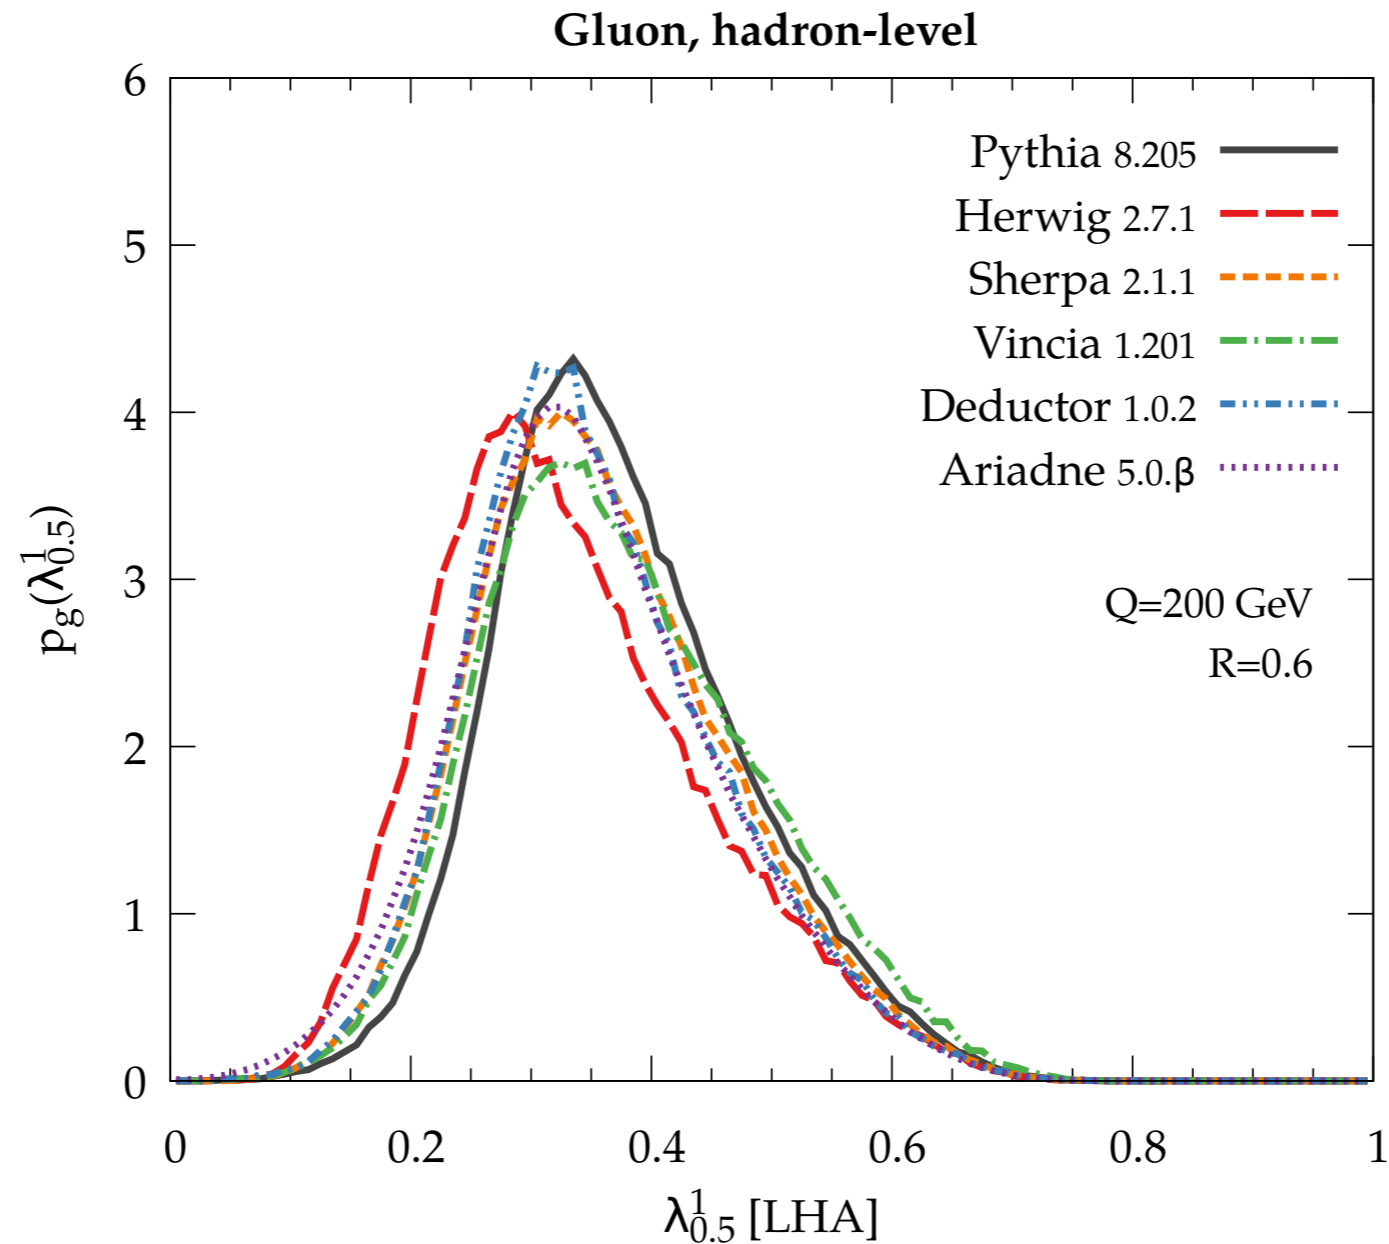 Gluon, hadron-level
6
5
4
3
2
1
0
p_g(λ^1_0.5)
Pythia 8.205
Herwig 2.7.1
Sherpa 2.1.1
Vincia 1.201
Deductor 1.0.2
Ariadne 5.0.β
Q=200 GeV
R=0.6
0 0.2 0.4 0.6 0.8 1
λ^1_0.5 [LHA]